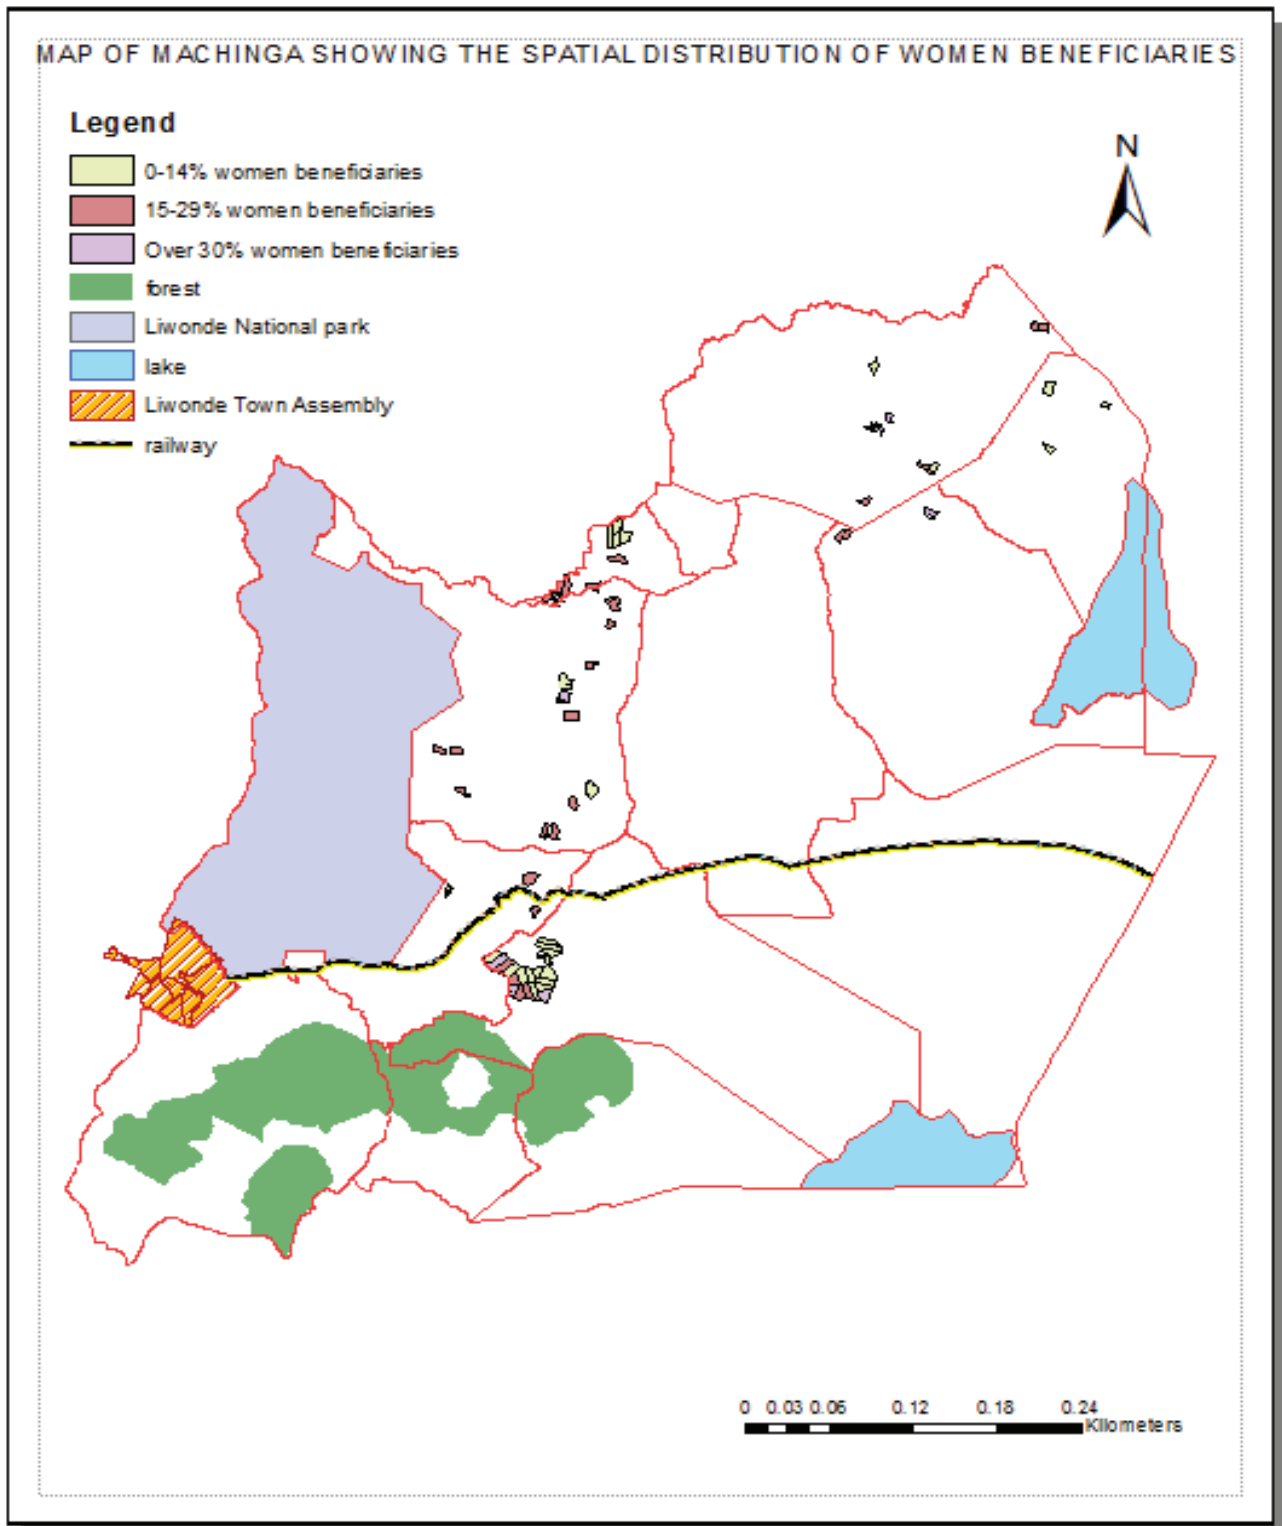 MAP OF MACHINGA SHOWING THE SPATIAL DISTRIBUTION OF WOMEN BENEFICIARIES
Legend
0-14% women beneficiaries
15-29% women beneficiaries
Over 30% women beneficiaries
forest
Liwonde National park
lake
Liwonde Town Assembly
railway
N
0 0.03 0.06 0.12 0.18 0.24
Kilometers